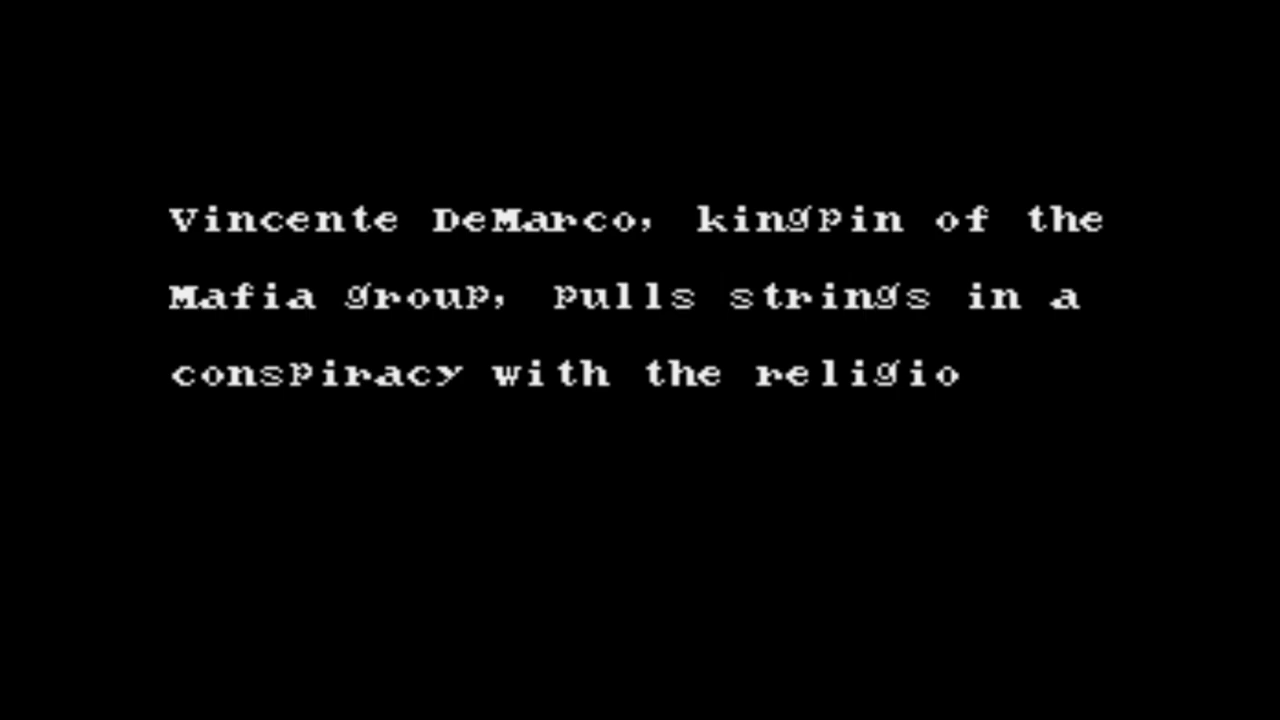 Vincente DeMarco, kingpin of the
Mafia group, pulls strings in a
conspiracy with the religio